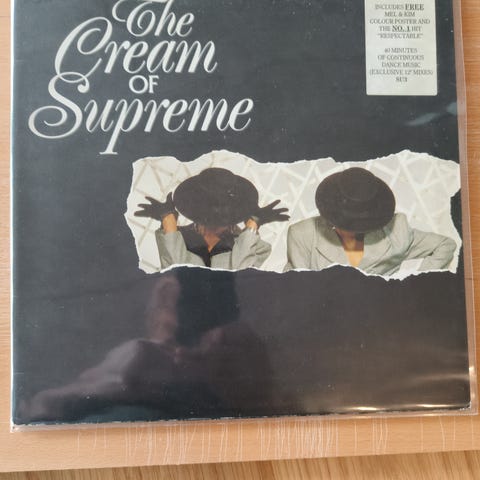 The
Cream
OF
Supreme
INCLUDES FREE
MEL & KIM
COLOUR POSTER AND
THE NO. 1 HIT
"RESPECTABLE"
40 MINUTES
OF CONTINUOUS
DANCE MUSIC
(EXCLUSIVE 12" MIXES)
SU3